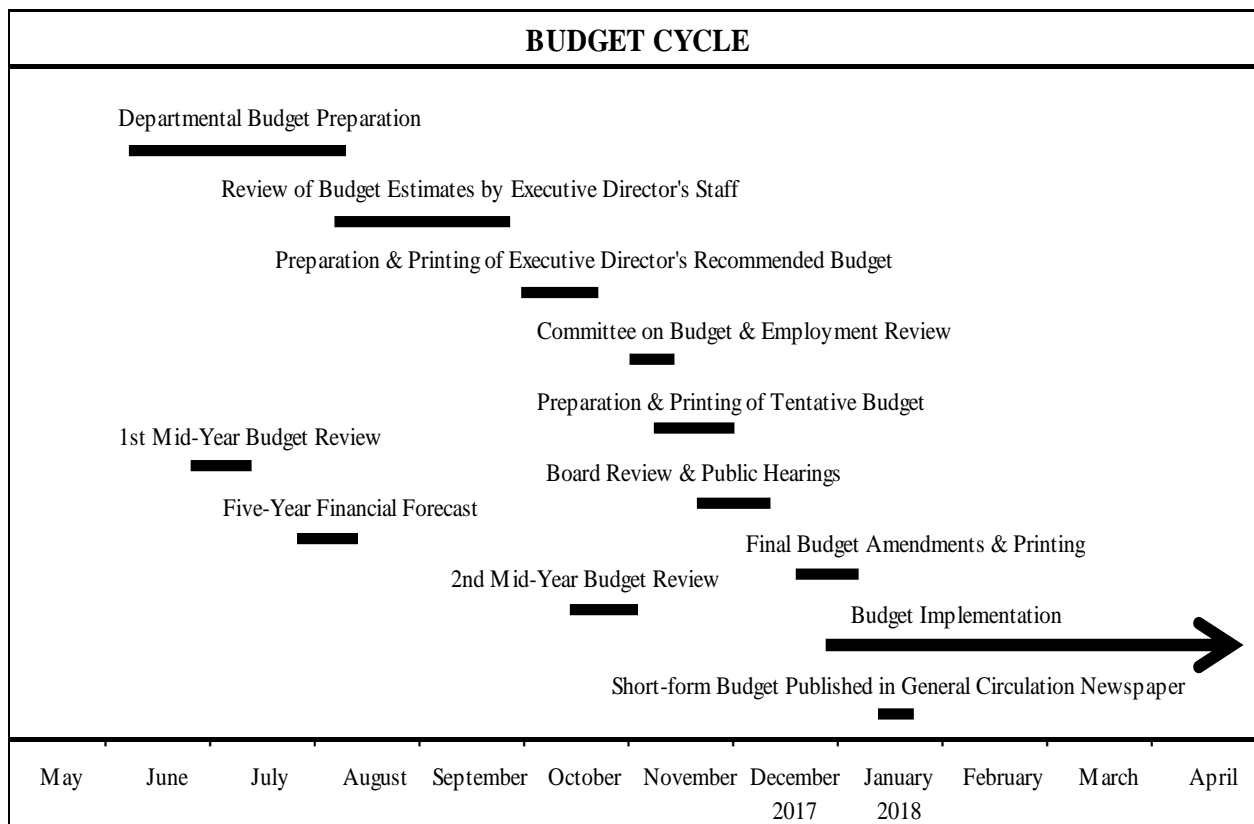 BUDGET CYCLE
Departmental Budget Preparation
Review of Budget Estimates by Executive Director's Staff
Preparation & Printing of Executive Director's Recommended Budget
Committee on Budget & Employment Review
Preparation & Printing of Tentative Budget
1st Mid-Year Budget Review
Board Review & Public Hearings
Five-Year Financial Forecast
Final Budget Amendments & Printing
2nd Mid-Year Budget Review
Budget Implementation
Short-form Budget Published in General Circulation Newspaper
May June July August September October November December January February March April
2017 2018